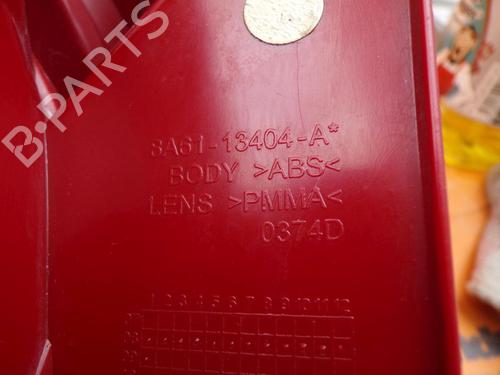 8A61-13404-A*
BODY >ABS<
LENS >PMMA<
0374D
1 2 3 4 5 6 7 8 9 10 11 12
B-PARTS